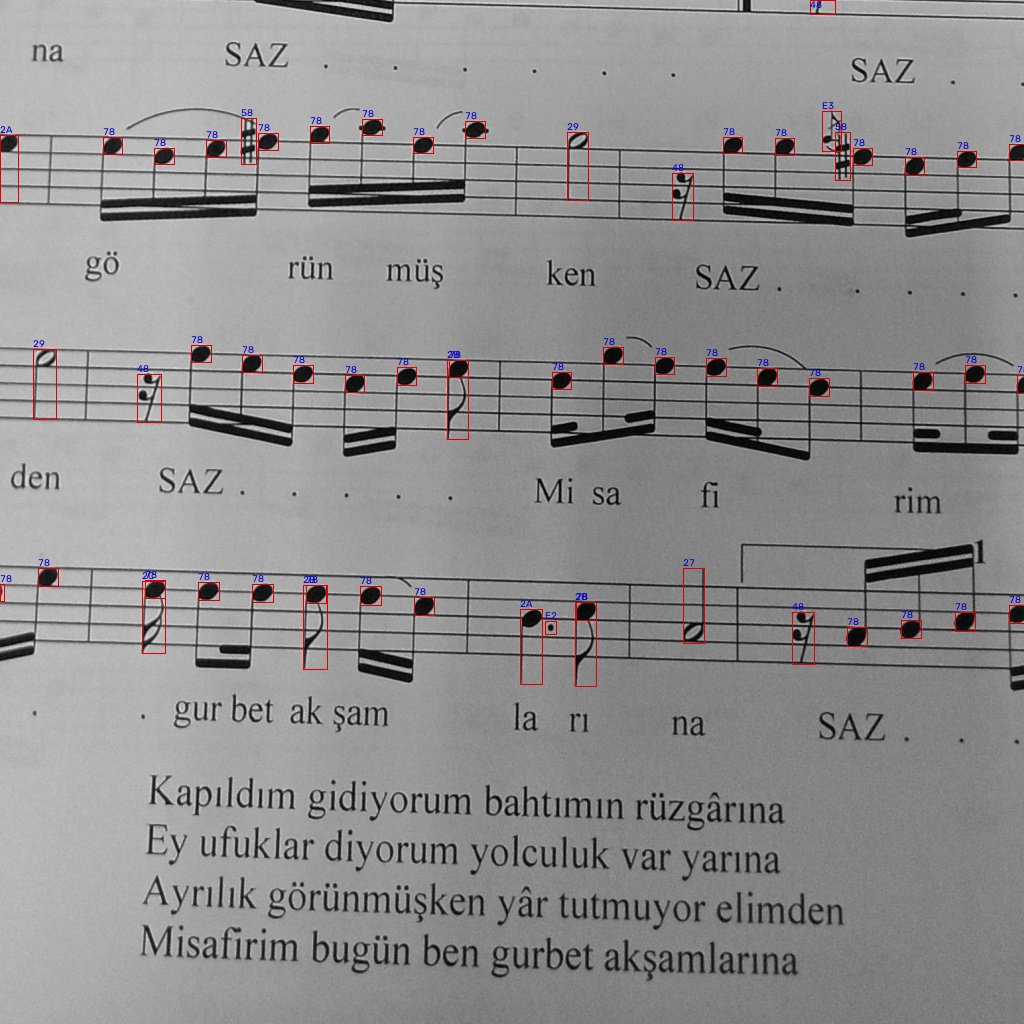 na SAZ . . . . . . . SAZ . .
gö rün müş ken SAZ . . . . .
den SAZ . . . . . Mi sa fi rim
1
. . gur bet ak şam la rı na SAZ . . .
Kapıldım gidiyorum bahtımın rüzgârına
Ey ufuklar diyorum yolculuk var yarına
Ayrılık görünmüşken yâr tutmuyor elimden
Misafirim bugün ben gurbet akşamlarına